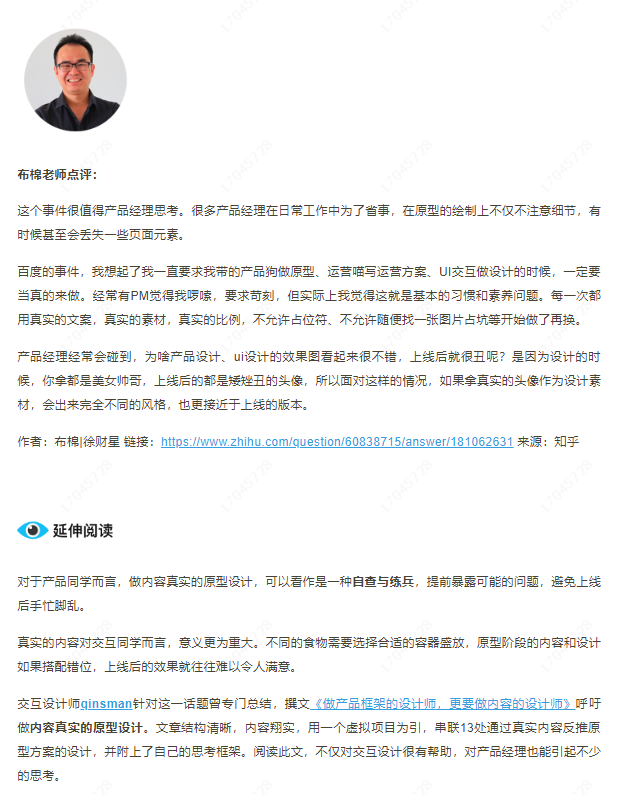 布棉老师点评：
这个事件很值得产品经理思考。很多产品经理在日常工作中为了省事，在原型的绘制上不仅不注意细节，有
时候甚至会丢失一些页面元素。
百度的事件，我想起了我一直要求我带的产品狗做原型、运营喵写运营方案、UI交互做设计的时候，一定要
当真的来做。经常有PM觉得我啰嗦，要求苛刻，但实际上我觉得这就是基本的习惯和素养问题。每一次都
用真实的文案，真实的素材，真实的比例，不允许占位符、不允许随便找一张图片占坑等开始做了再换。
产品经理经常会碰到，为啥产品设计、ui设计的效果图看起来很不错，上线后就很丑呢？是因为设计的时
候，你拿都是美女帅哥，上线后的都是矮矬丑的头像，所以面对这样的情况，如果拿真实的头像作为设计素
材，会出来完全不同的风格，也更接近于上线的版本。
作者：布棉|徐财星 链接：https://www.zhihu.com/question/60838715/answer/181062631 来源：知乎
延伸阅读
对于产品同学而言，做内容真实的原型设计，可以看作是一种自查与练兵，提前暴露可能的问题，避免上线
后手忙脚乱。
真实的内容对交互同学而言，意义更为重大。不同的食物需要选择合适的容器盛放，原型阶段的内容和设计
如果搭配错位，上线后的效果就往往难以令人满意。
交互设计师qinsman针对这一话题曾专门总结，撰文《做产品框架的设计师，更要做内容的设计师》呼吁
做内容真实的原型设计。文章结构清晰，内容翔实，用一个虚拟项目为引，串联13处通过真实内容反推原
型方案的设计，并附上了自己的思考框架。阅读此文，不仅对交互设计很有帮助，对产品经理也能引起不少
的思考。
17045728